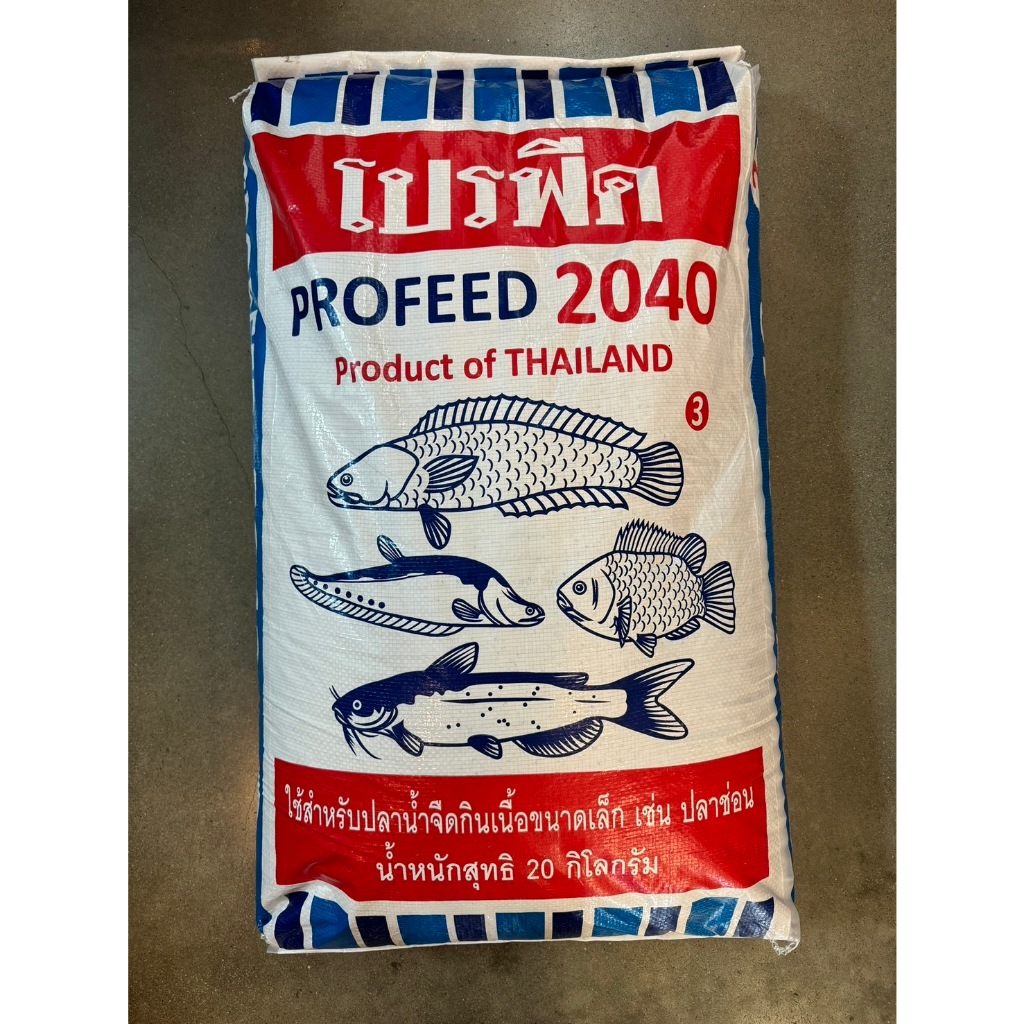 โปรฟีด
PROFEED 2040
Product of THAILAND
3
ใช้สำหรับปลาน้ำจืดกินเนื้อขนาดเล็ก เช่น ปลาช่อน
น้ำหนักสุทธิ 20 กิโลกรัม